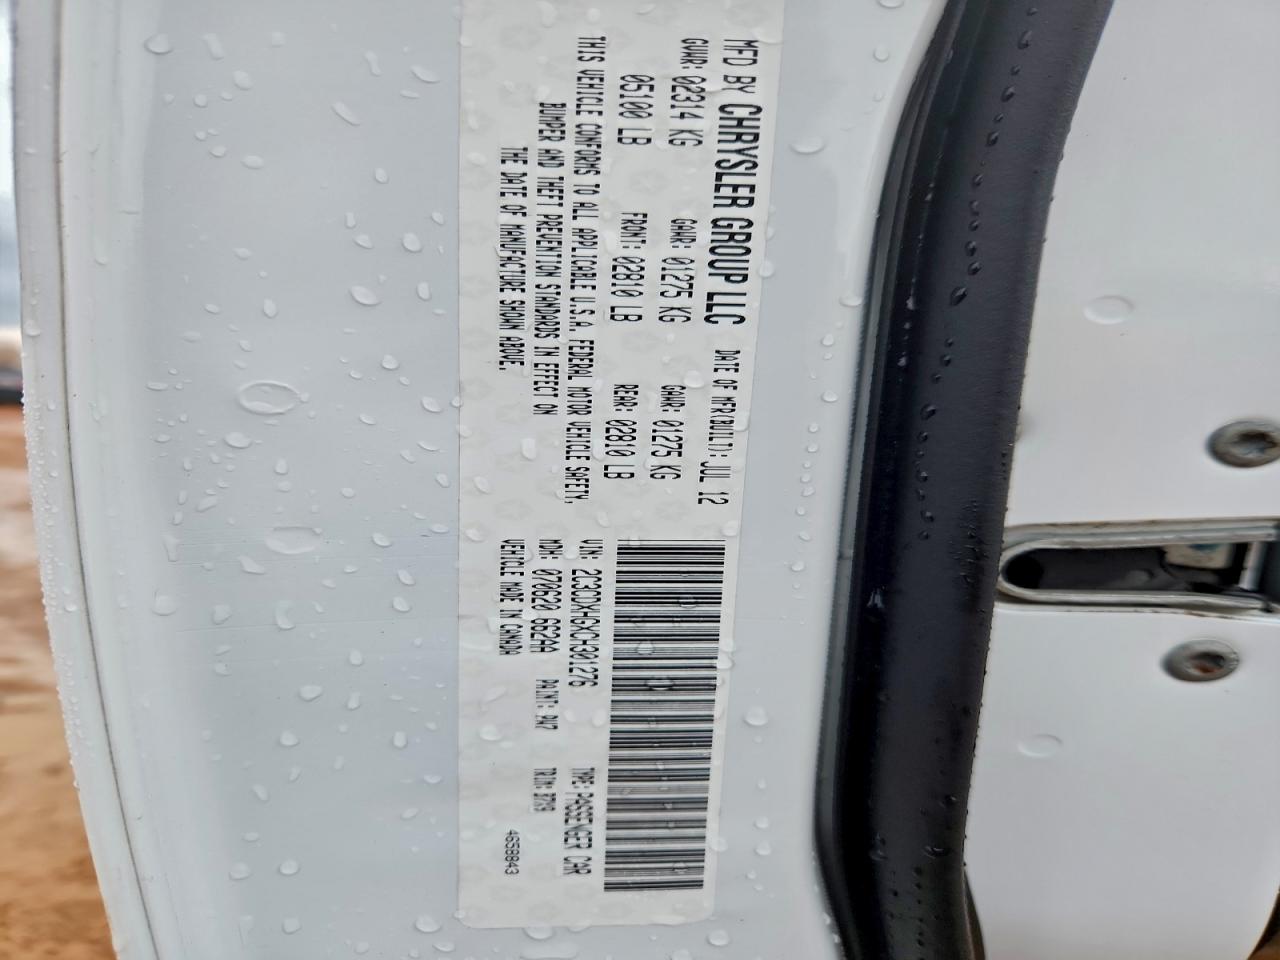 MFD BY CHRYSLER GROUP LLC DATE OF MFR(BUILT): JUL 12
GVWR: 02314 KG GAWR: 01275 KG GAWR: 01275 KG
05100 LB FRONT: 02810 LB REAR: 02810 LB
THIS VEHICLE CONFORMS TO ALL APPLICABLE U.S.A. FEDERAL MOTOR VEHICLE SAFETY,
BUMPER AND THEFT PREVENTION STANDARDS IN EFFECT ON
THE DATE OF MANUFACTURE SHOWN ABOVE.
VIN: 2C3CDXHGXCH301276 TYPE: PASSENGER CAR
MDH: 070620 662AA PAINT: PW7 TRIM:
VEHICLE MADE IN CANADA 4658843